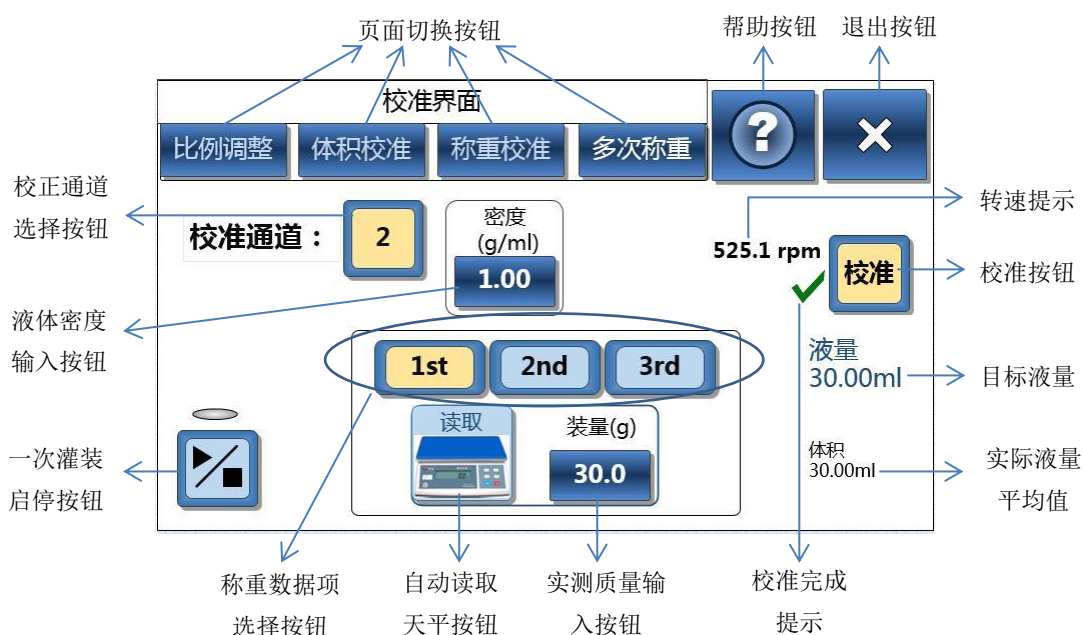 页面切换按钮
帮助按钮
退出按钮
校准界面
比例调整
体积校准
称重校准
多次称重
?
×
校正通道
选择按钮
校准通道：
2
密度
(g/ml)
1.00
转速提示
525.1 rpm
校准
校准按钮
液体密度
输入按钮
1st
2nd
3rd
液量
30.00ml
目标液量
读取
装量(g)
30.0
一次灌装
启停按钮
体积
30.00ml
实际液量
平均值
称重数据项
选择按钮
自动读取
天平按钮
实测质量输
入按钮
校准完成
提示